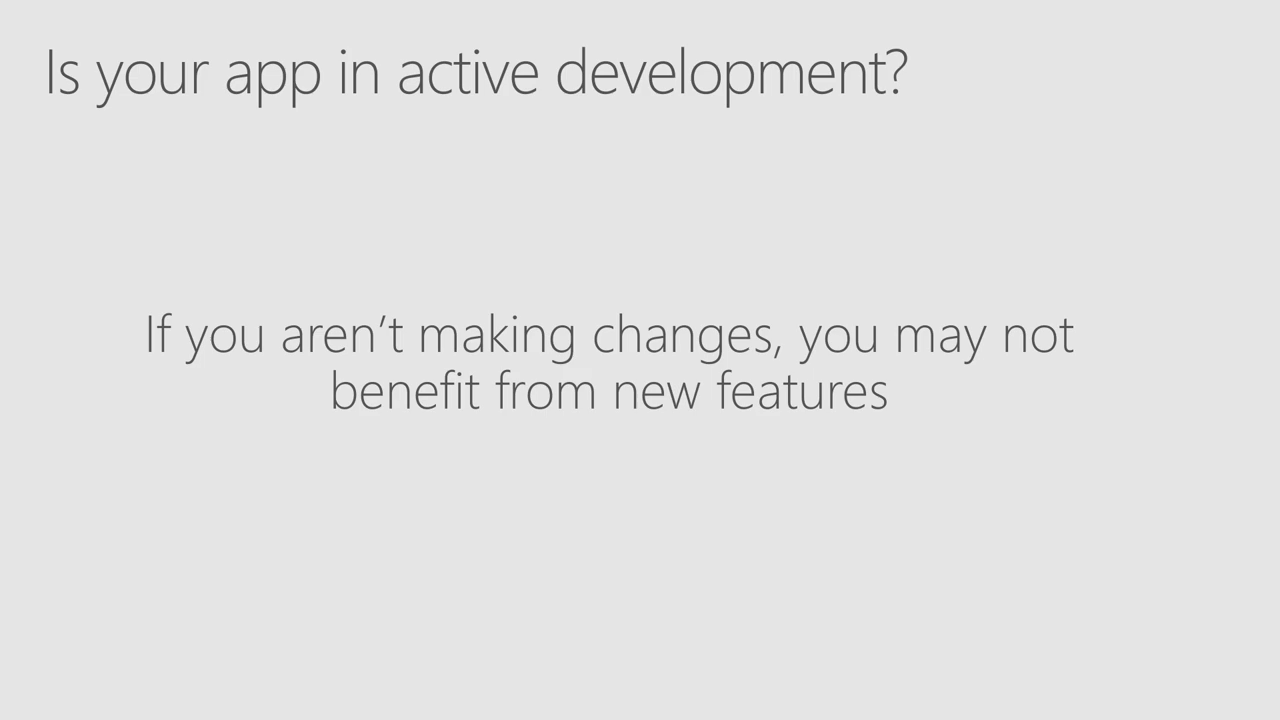 Is your app in active development?
If you aren’t making changes, you may not
benefit from new features